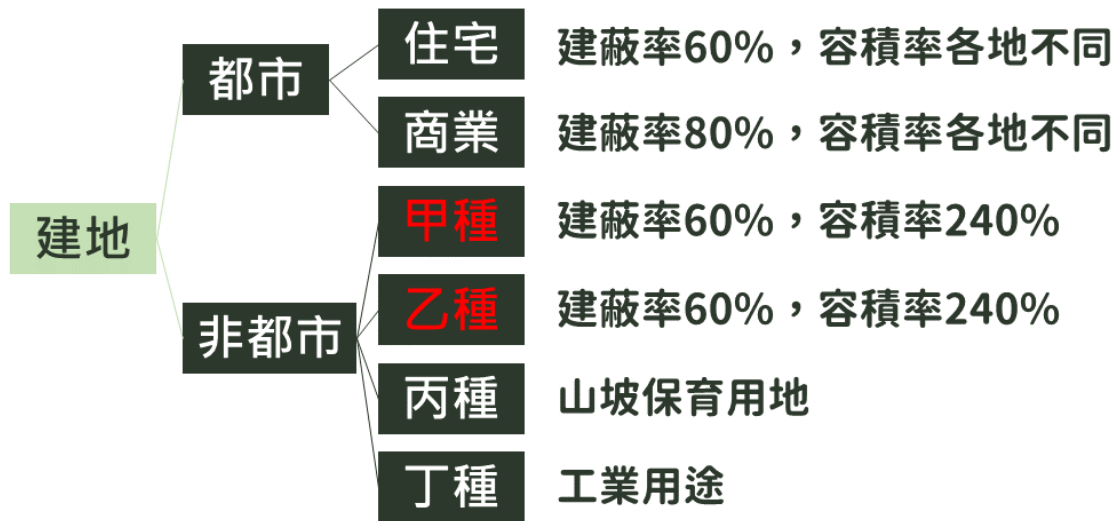 住宅 建蔽率60%，容積率各地不同
都市
商業 建蔽率80%，容積率各地不同
甲種 建蔽率60%，容積率240%
建地
乙種 建蔽率60%，容積率240%
非都市
丙種 山坡保育用地
丁種 工業用途